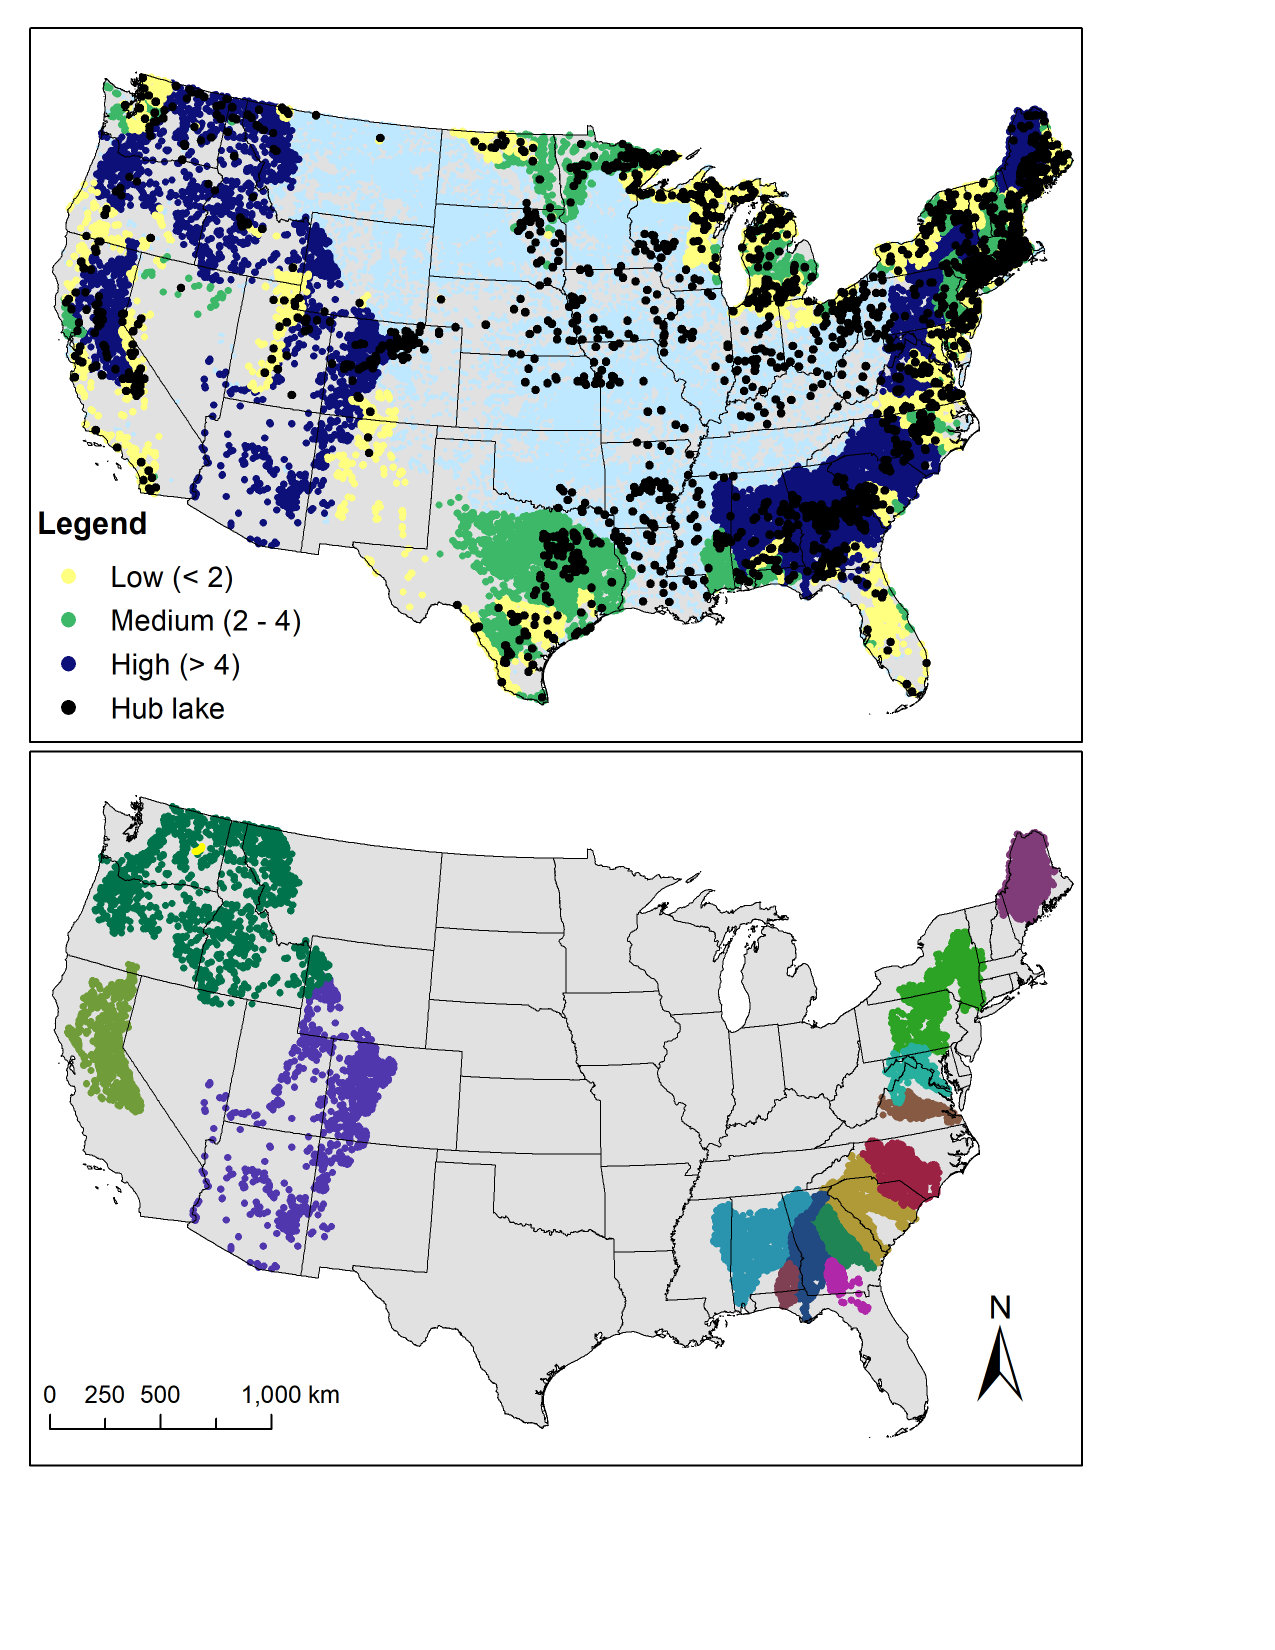 Legend
Low (< 2)
Medium (2 - 4)
High (> 4)
Hub lake
N
0 250 500 1,000 km